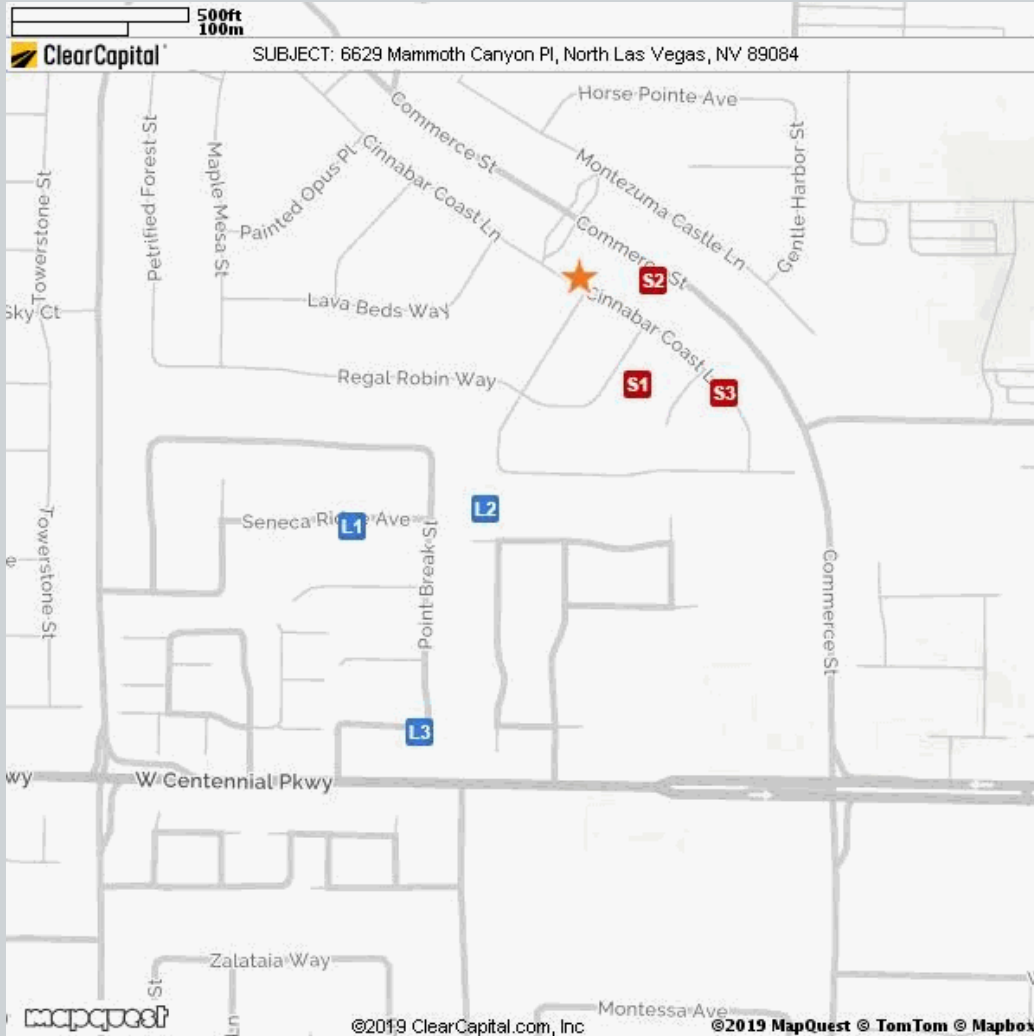 500ft
100m
ClearCapital
SUBJECT: 6629 Mammoth Canyon Pl, North Las Vegas, NV 89084
Horse Pointe Ave
Commerce St
Petrified Forest St
Maple Mesa St
Painted Opus Pl
Cinnabar Coast Ln
Montezuma Castle Ln
Gentle Harbor St
Towerstone St
Commerce St
S2
Sky Ct
Lava Beds Way
Cinnabar Coast L
Regal Robin Way
S1
S3
L2
Seneca Ri
L1
Ave
Towerstone St
Point Break St
Commerce St
L3
wy
W Centennial Pkwy
Zalataia Way
St
Ln
Montessa Ave
mapquest
©2019 ClearCapital.com, Inc
©2019 MapQuest © TomTom © Mapbo